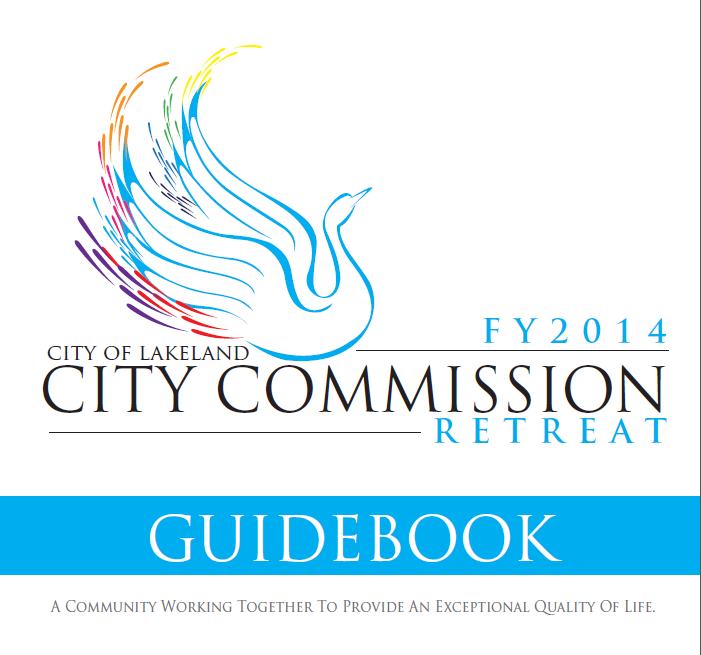 FY2014
CITY OF LAKELAND
CITY COMMISSION
RETREAT
GUIDEBOOK
A Community Working Together To Provide An Exceptional Quality Of Life.